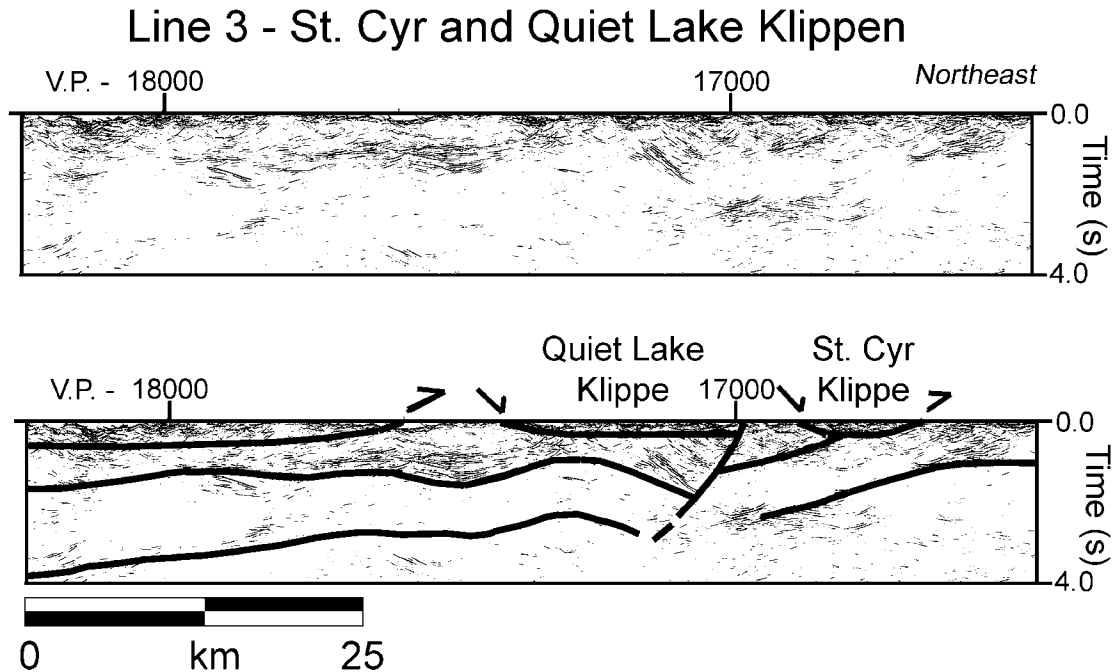 Line 3 - St. Cyr and Quiet Lake Klippen
V.P. - 18000 17000 Northeast
0.0
Time (s)
4.0
Quiet Lake Klippe
St. Cyr Klippe
V.P. - 18000 17000
0.0
Time (s)
4.0
0 km 25